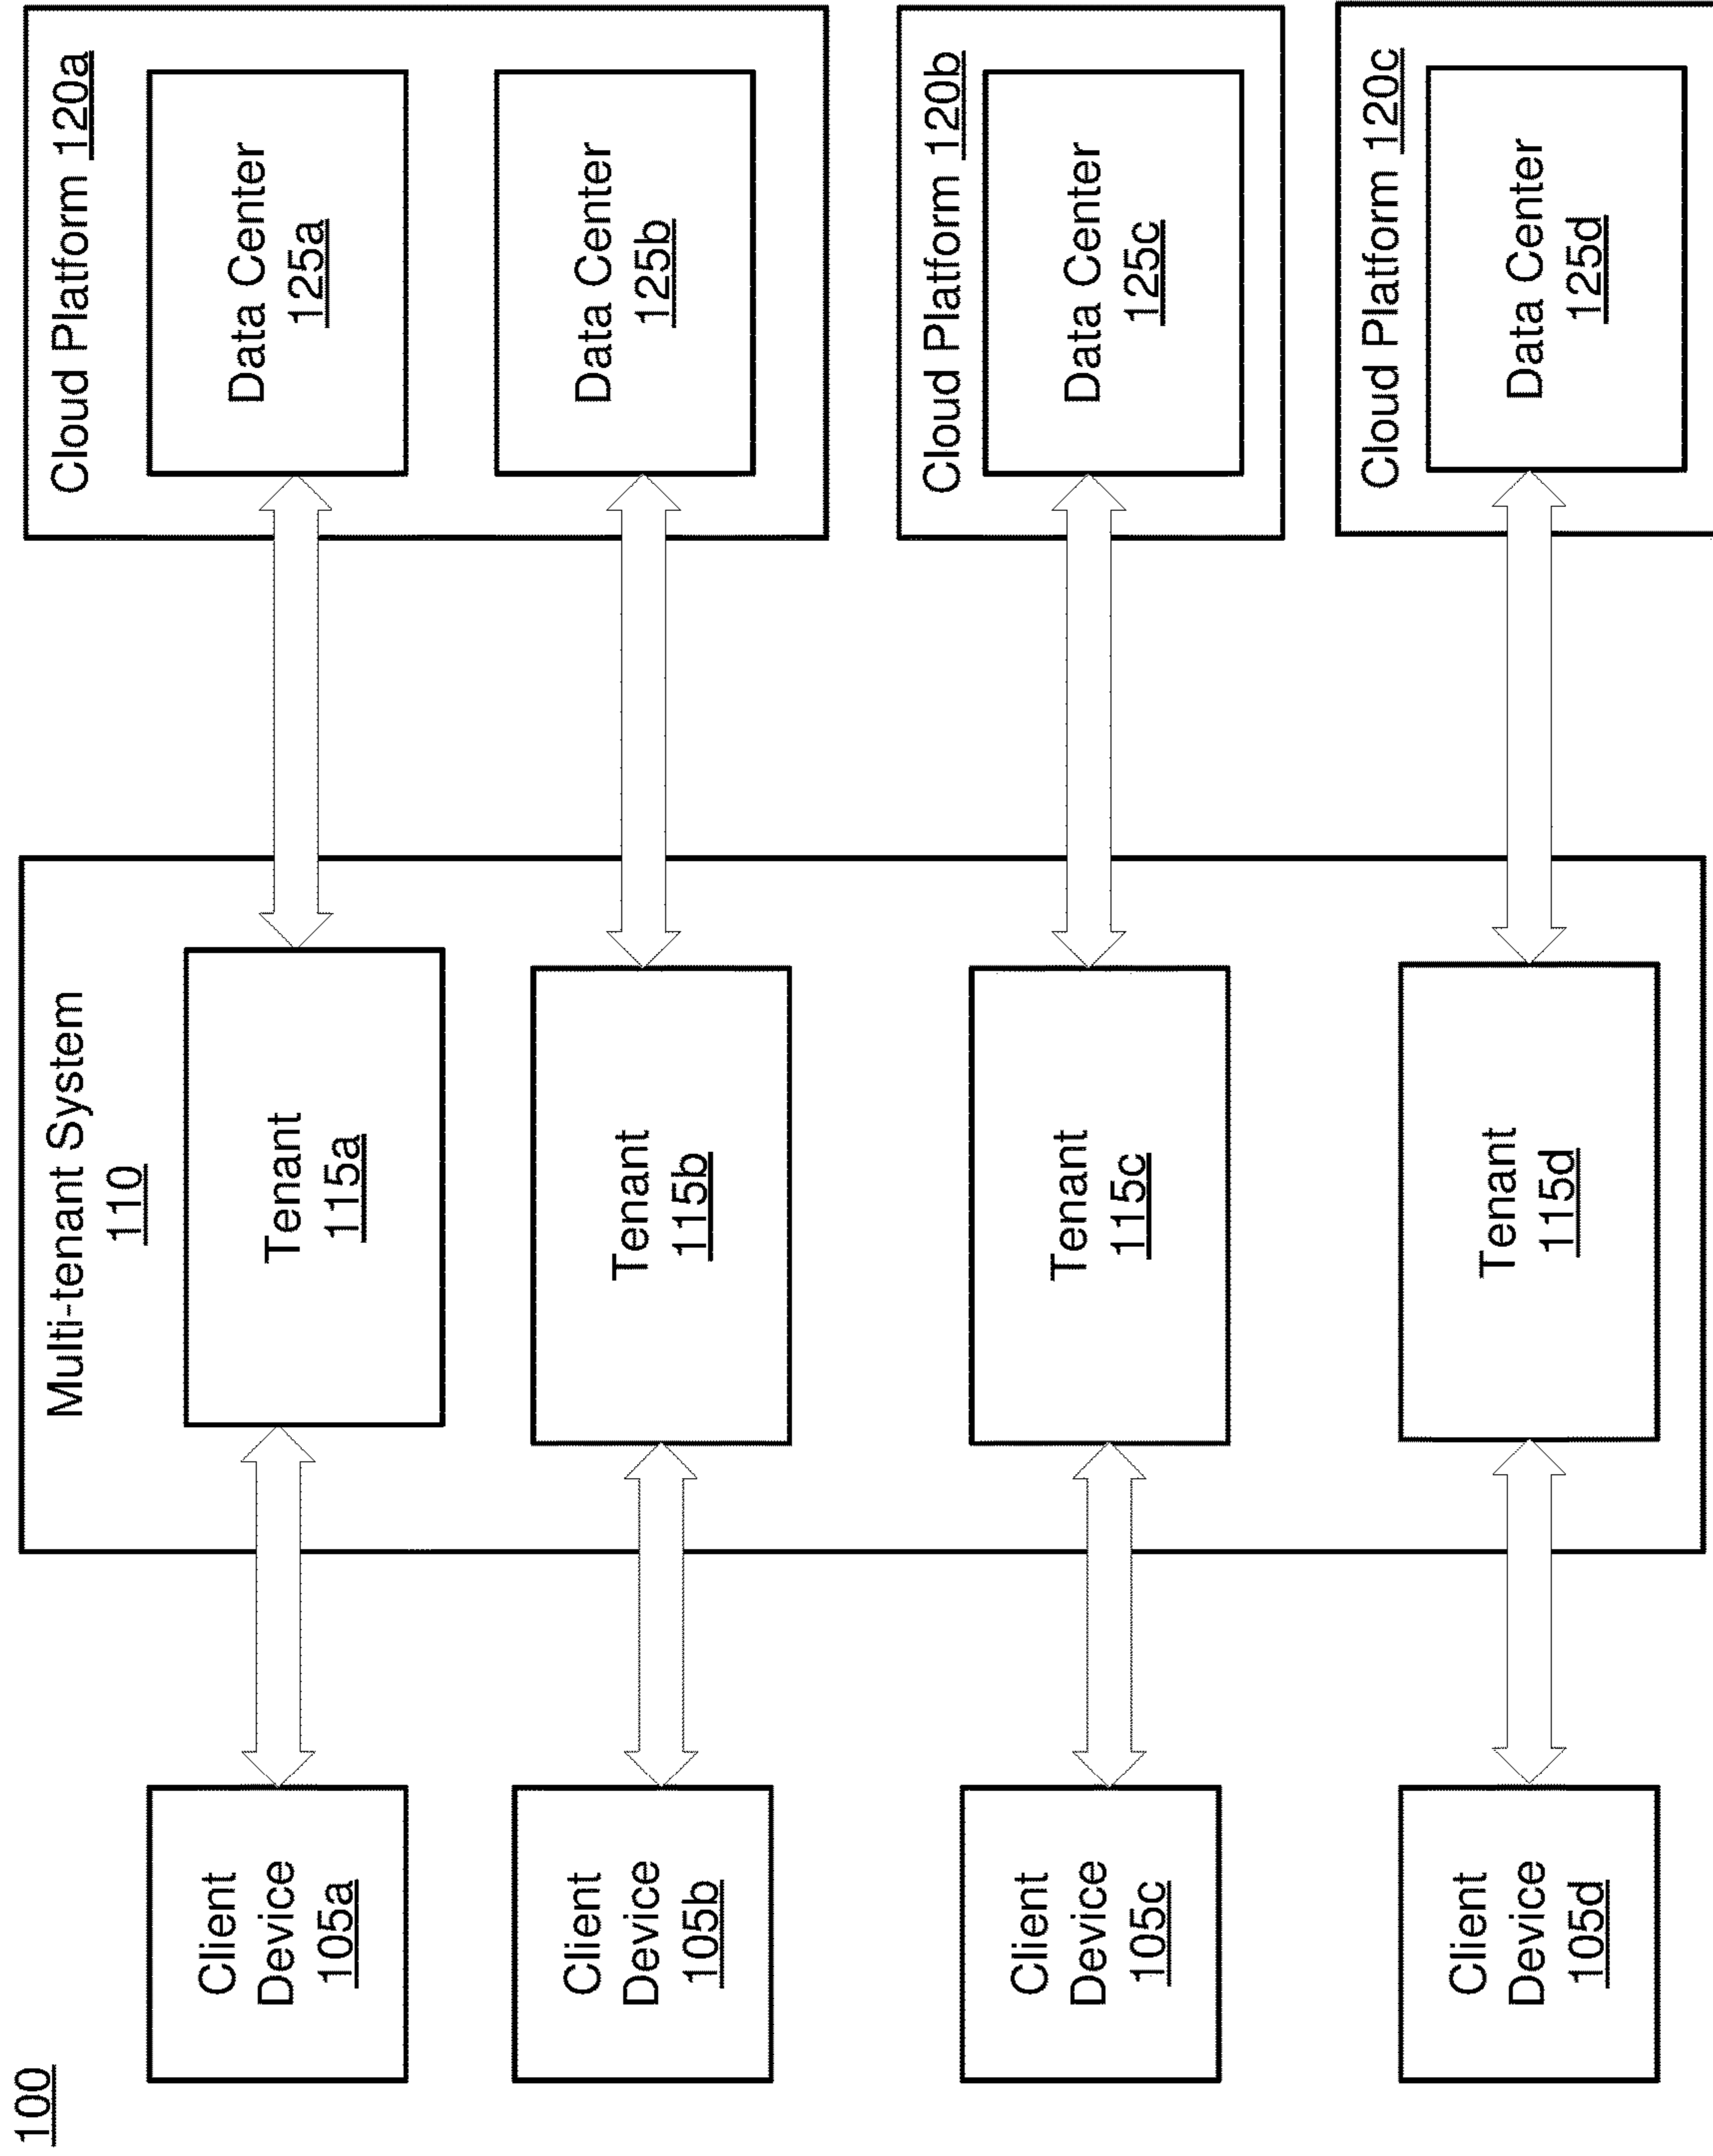 100
Client
Device
105a
Client
Device
105b
Client
Device
105c
Client
Device
105d
Multi-tenant System
110
Tenant
115a
Tenant
115b
Tenant
115c
Tenant
115d
Cloud Platform 120a
Data Center
125a
Data Center
125b
Cloud Platform 120b
Data Center
125c
Cloud Platform 120c
Data Center
125d